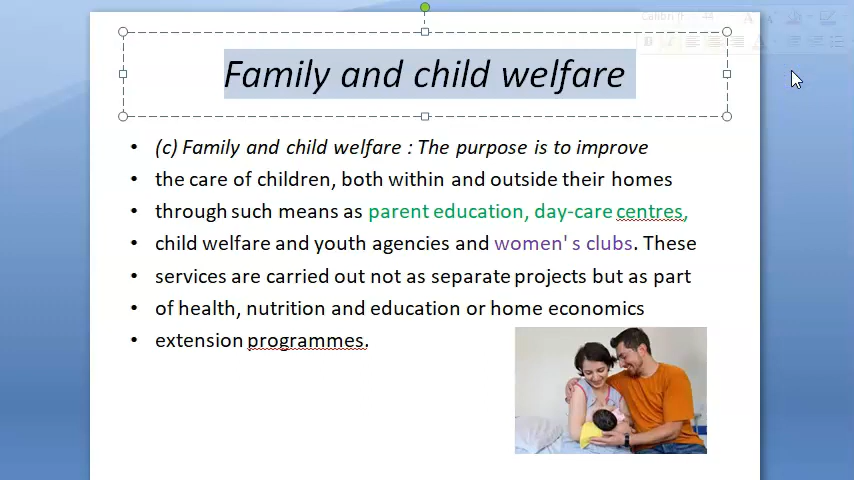 Family and child welfare
• (c) Family and child welfare : The purpose is to improve
• the care of children, both within and outside their homes
• through such means as parent education, day-care centres,
• child welfare and youth agencies and women' s clubs. These
• services are carried out not as separate projects but as part
• of health, nutrition and education or home economics
• extension programmes.